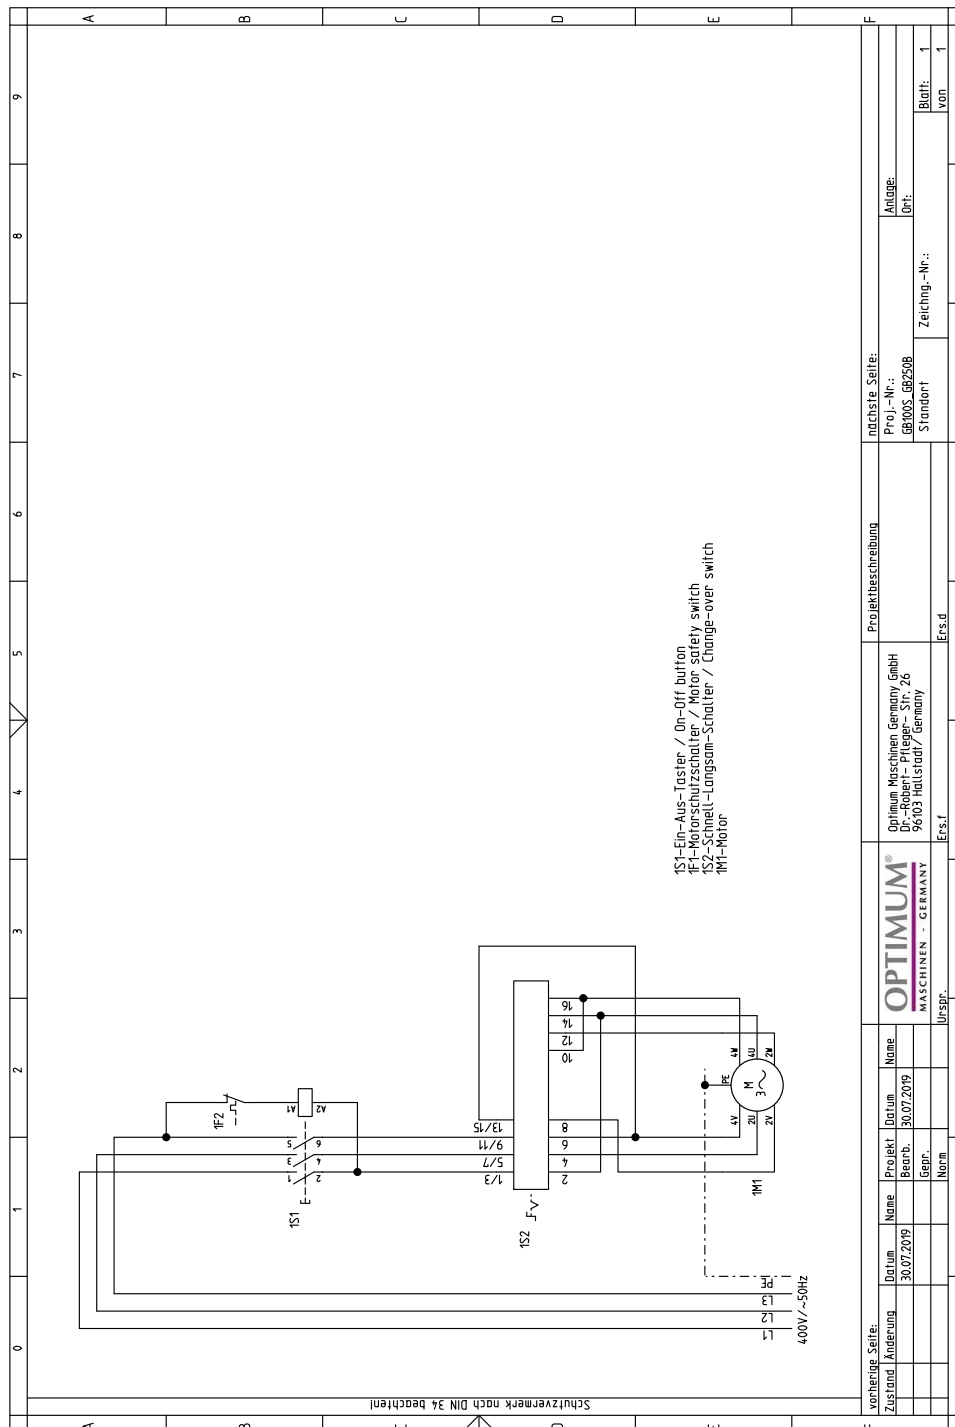 0 1 2 3 4 5 6 7 8 9
A
B
C
D
E
F
Schutzvermerk nach DIN 34 beachten!
1F2
A1
A2
1 3 5
2 4 6
1S1
1S2
1/3 5/7 9/11 13/15
2 4 6 8 10 12 14 16
PE
4V 4W
2U M 4U
3~
2V 2W
1M1
L1 L2 L3 PE
400V/~50Hz
1S1-Ein-Aus-Taster / On-Off button
1F1-Motorschutzschalter / Motor safety switch
1S2-Schnell-Langsam-Schalter / Change-over switch
1M1-Motor
vorherige Seite:
Projektbeschreibung
nächste Seite:
Zustand Änderung Datum Name Projekt Datum Name
30.07.2019 Bearb. 30.07.2019
Gepr.
Norm
OPTIMUM®
MASCHINEN - GERMANY
Urspr. Ers.f Ers.d
Optimum Maschinen Germany GmbH
Dr.-Robert- Pfleger- Str. 26
96103 Hallstadt/ Germany
Proj.-Nr.:
GB100S_GB250B
Anlage:
Ort:
Standort
Zeichng.-Nr.:
Blatt: 1
von 1